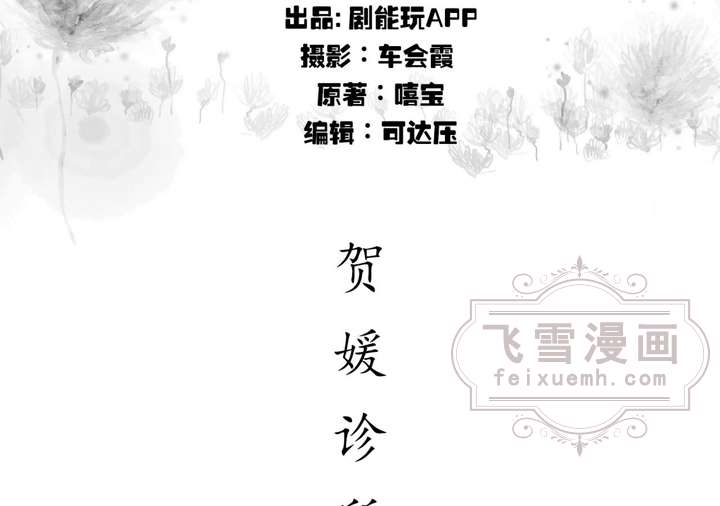 出品: 剧能玩APP
摄影：车会霞
原著：嘻宝
编辑：可达压
贺
媛
诊
飞雪漫画
feixuemh.com